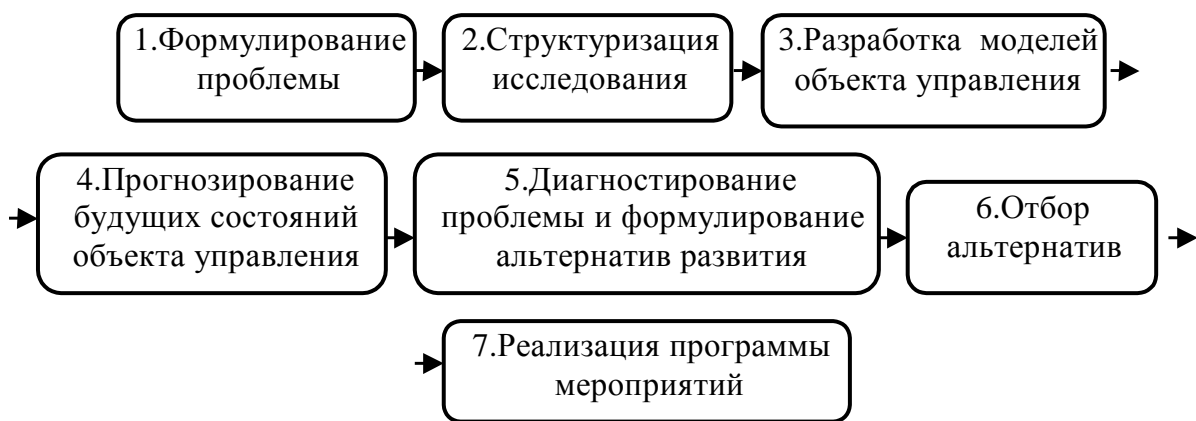 1.Формулирование
проблемы
2.Структуризация
исследования
3.Разработка моделей
объекта управления
4.Прогнозирование
будущих состояний
объекта управления
5.Диагностирование
проблемы и формулирование
альтернатив развития
6.Отбор
альтернатив
7.Реализация программы
мероприятий